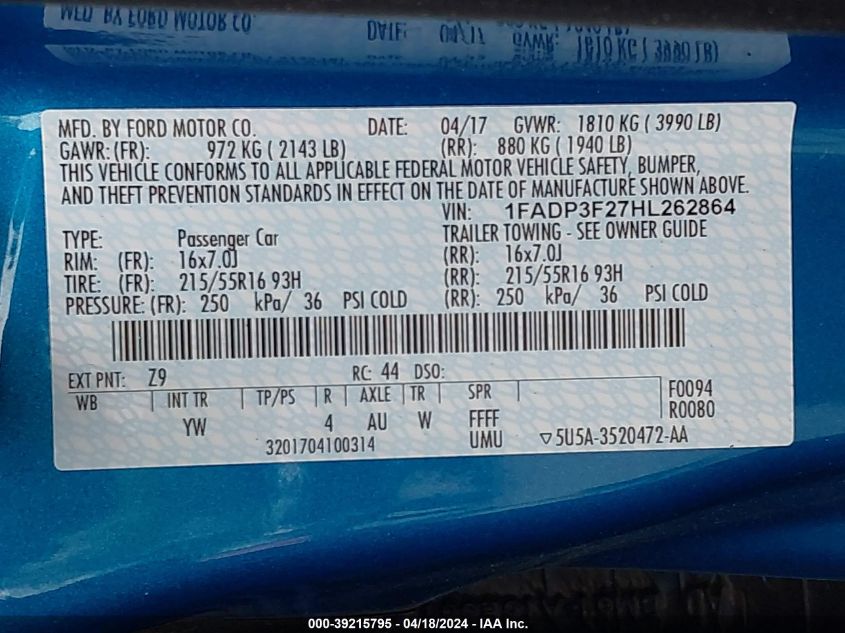 MFD. BY FORD MOTOR CO. DATE: 04/17 GVWR: 1810 KG ( 3990 LB)
GAWR: (FR): 972 KG ( 2143 LB) (RR): 880 KG ( 1940 LB)
THIS VEHICLE CONFORMS TO ALL APPLICABLE FEDERAL MOTOR VEHICLE SAFETY, BUMPER,
AND THEFT PREVENTION STANDARDS IN EFFECT ON THE DATE OF MANUFACTURE SHOWN ABOVE.
VIN: 1FADP3F27HL262864
TYPE: Passenger Car TRAILER TOWING - SEE OWNER GUIDE
RIM: (FR): 16x7.0J (RR): 16x7.0J
TIRE: (FR): 215/55R16 93H (RR): 215/55R16 93H
PRESSURE: (FR): 250 kPa/ 36 PSI COLD (RR): 250 kPa/ 36 PSI COLD
EXT PNT: Z9 RC: 44 DSO:
WB INT TR TP/PS R AXLE TR SPR F0094
YW 4 AU W FFFF R0080
3201704100314 UMU ▽5U5A-3520472-AA
000-39215795 - 04/18/2024 - IAA Inc.